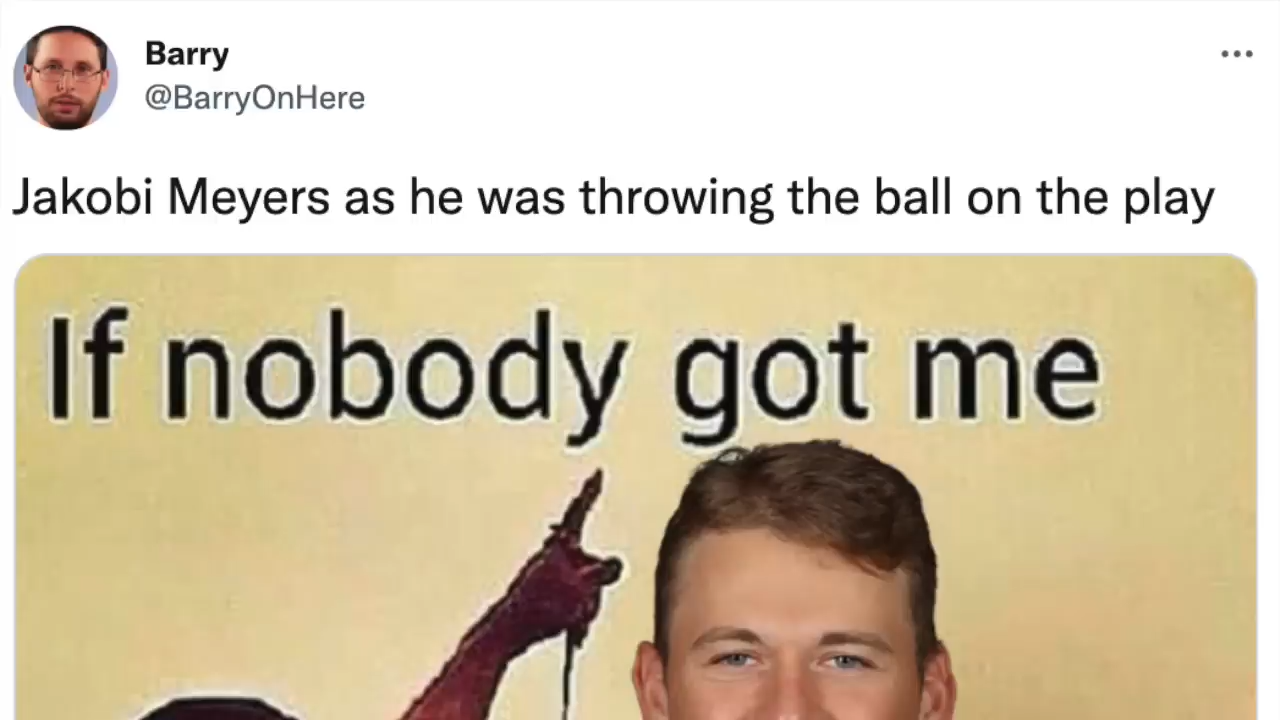 Barry
@BarryOnHere
Jakobi Meyers as he was throwing the ball on the play
If nobody got me